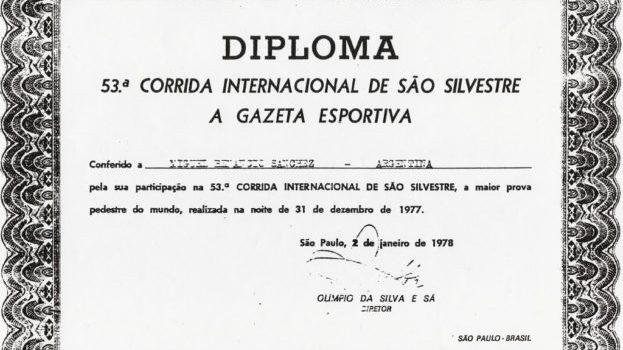 DIPLOMA
53.ª CORRIDA INTERNACIONAL DE SÃO SILVESTRE
A GAZETA ESPORTIVA
Conferido a MIGUEL BENANCIO SANCHEZ - ARGENTINA
pela sua participação na 53.ª CORRIDA INTERNACIONAL DE SÃO SILVESTRE, a maior prova
pedestre do mundo, realizada na noite de 31 de dezembro de 1977.
São Paulo, 2 de janeiro de 1978
OLIMPIO DA SILVA E SÁ
DIRETOR
SÃO PAULO - BRASIL